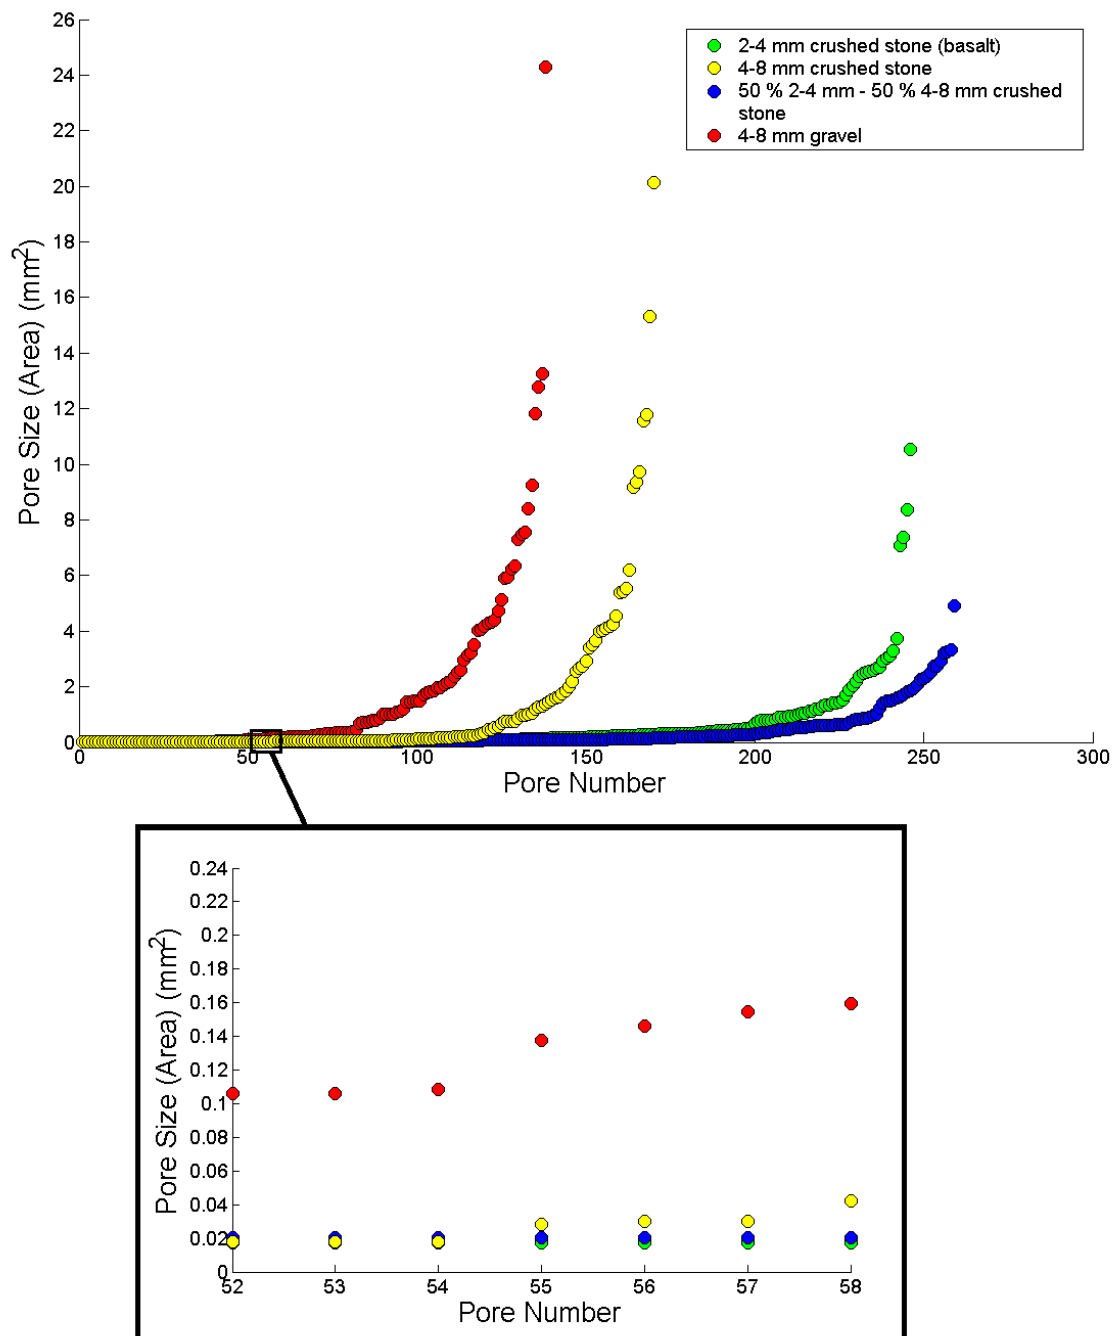 26
24
22
20
18
16
14
12
10
8
6
4
2
0
Pore Size (Area) (mm²)
2-4 mm crushed stone (basalt)
4-8 mm crushed stone
50 % 2-4 mm - 50 % 4-8 mm crushed
stone
4-8 mm gravel
0 50 100 150 200 250 300
Pore Number
0.24
0.22
0.2
0.18
0.16
0.14
0.12
0.1
0.08
0.06
0.04
0.02
0
Pore Size (Area) (mm²)
52 53 54 55 56 57 58
Pore Number